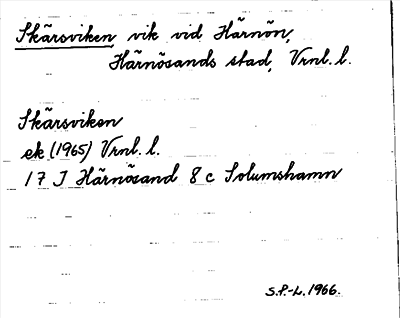 Skärsviken, vik vid Härnön,
Härnösands stad, Vrnl. l.
Skärsviken
ek (1965) Vrnl. l.
17 J Härnösand 8 c Solumshamn
S.P.-L. 1966.